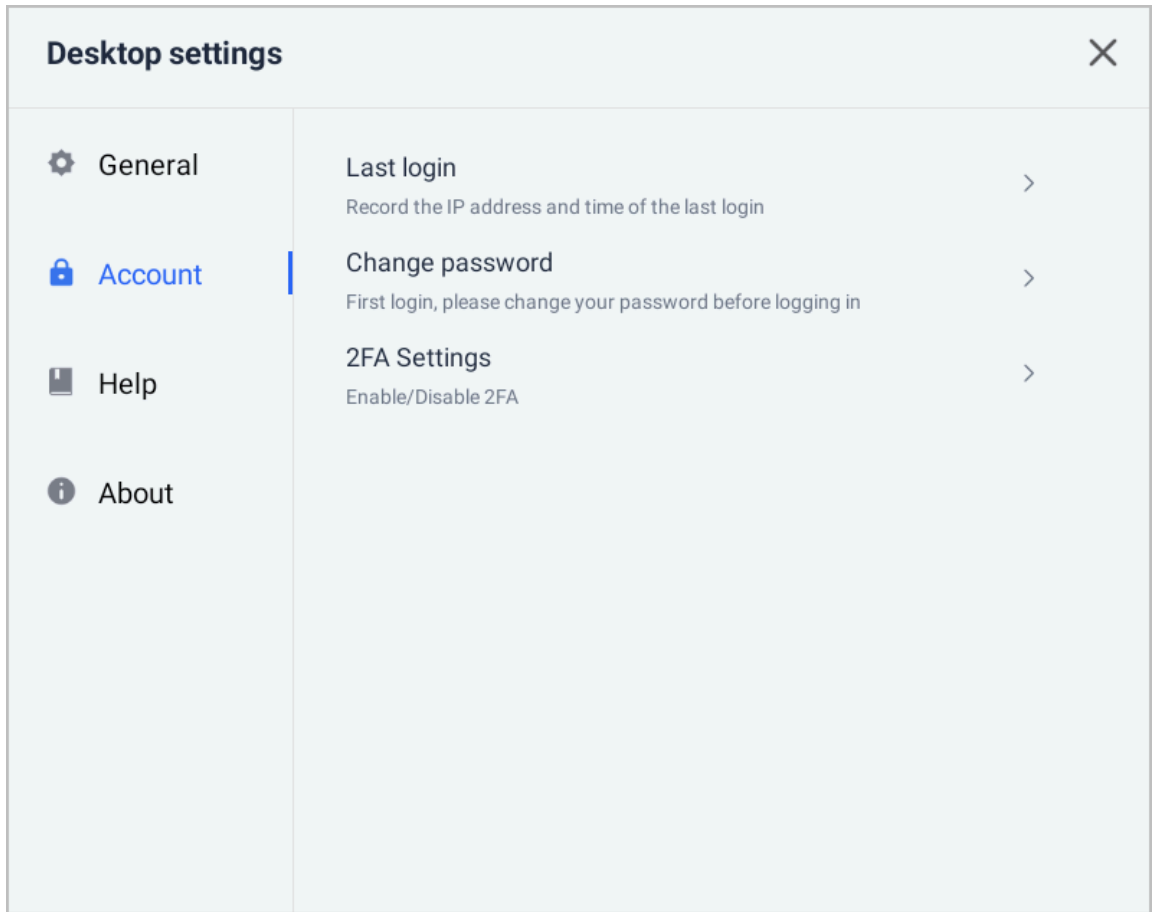 Desktop settings
General
Account
Help
About
Last login
Record the IP address and time of the last login
Change password
First login, please change your password before logging in
2FA Settings
Enable/Disable 2FA